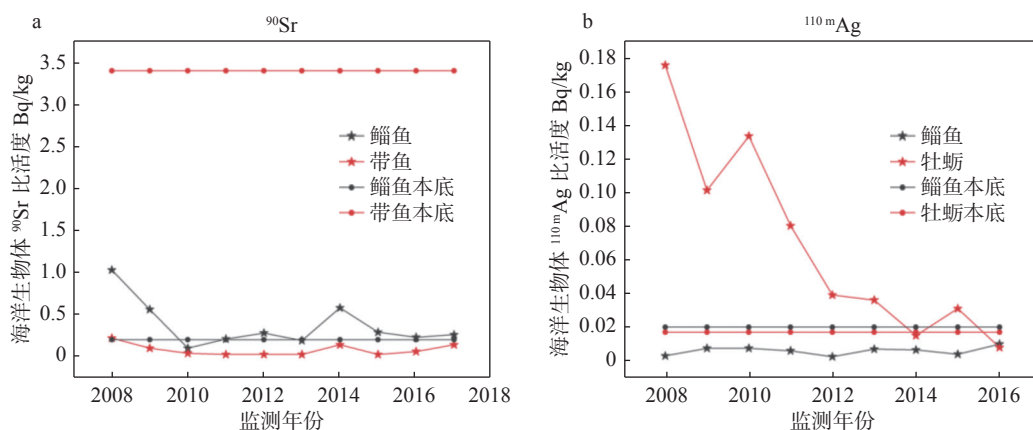 a
⁹⁰Sr
海洋生物体 ⁹⁰Sr 比活度 Bq/kg
3.5
3.0
2.5
2.0
1.5
1.0
0.5
0
鲻鱼
带鱼
鲻鱼本底
带鱼本底
2008 2010 2012 2014 2016 2018
监测年份
b
¹¹⁰ ᵐAg
海洋生物体 ¹¹⁰ ᵐAg 比活度 Bq/kg
0.18
0.16
0.14
0.12
0.10
0.08
0.06
0.04
0.02
0
鲻鱼
牡蛎
鲻鱼本底
牡蛎本底
2008 2010 2012 2014 2016
监测年份